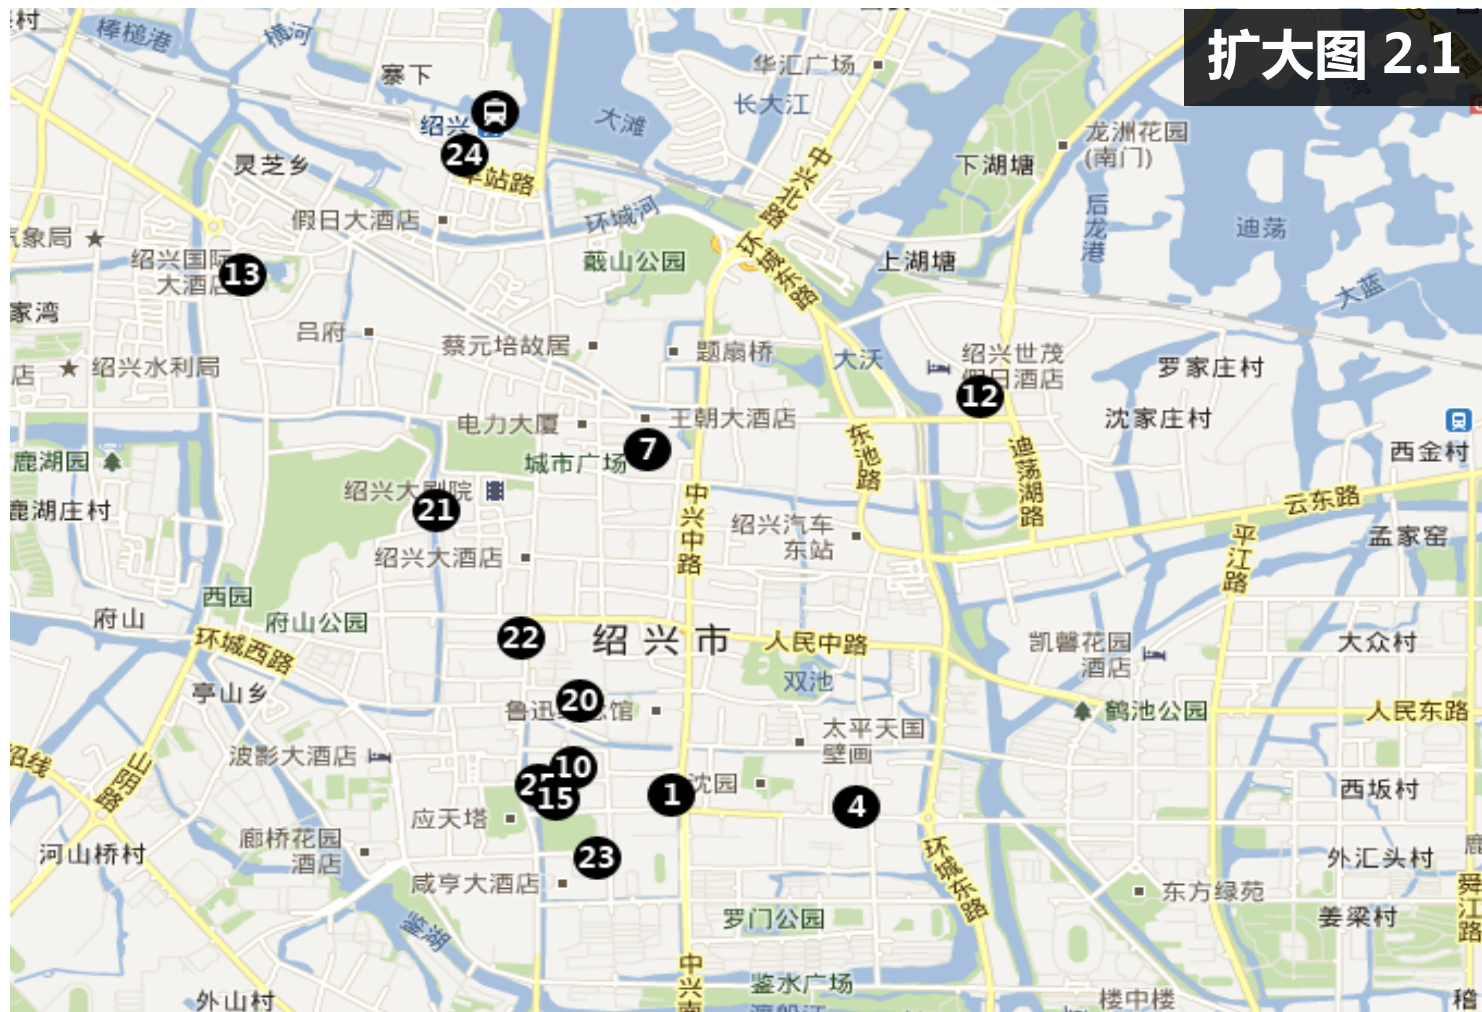 扩大图 2.1
棒槌港
横河
寨下
华汇广场
长大江
大滩
绍兴
24
车站路
灵芝乡
龙洲花园
(南门)
下湖塘
中兴北路
后龙港
迪荡
假日大酒店
环城河
气象局
绍兴国际
大酒店
13
蕺山公园
环城东路
上湖塘
大蓝
家湾
吕府
蔡元培故居
题扇桥
大沃
绍兴世茂
假日酒店
12
罗家庄村
店
绍兴水利局
电力大厦
王朝大酒店
沈家庄村
东池路
迪荡湖路
西金村
鹿湖园
城市广场
7
鹿湖庄村
绍兴大剧院
21
中兴中路
绍兴汽车
东站
云东路
孟家窑
平江路
绍兴大酒店
西园
府山
府山公园
22
绍兴市
人民中路
凯馨花园
酒店
大众村
环城西路
双池
亭山乡
20
鲁迅纪念馆
鹤池公园
人民东路
太平天国
壁画
波影大酒店
山阴路
绍线
10
2
15
1
沈园
4
西坂村
应天塔
廊桥花园
酒店
河山桥村
23
环城东路
外汇头村
鹿
咸亨大酒店
东方绿苑
舜江路
鉴湖
罗门公园
姜梁村
中兴南
鉴水广场
外山村
楼中楼
稽